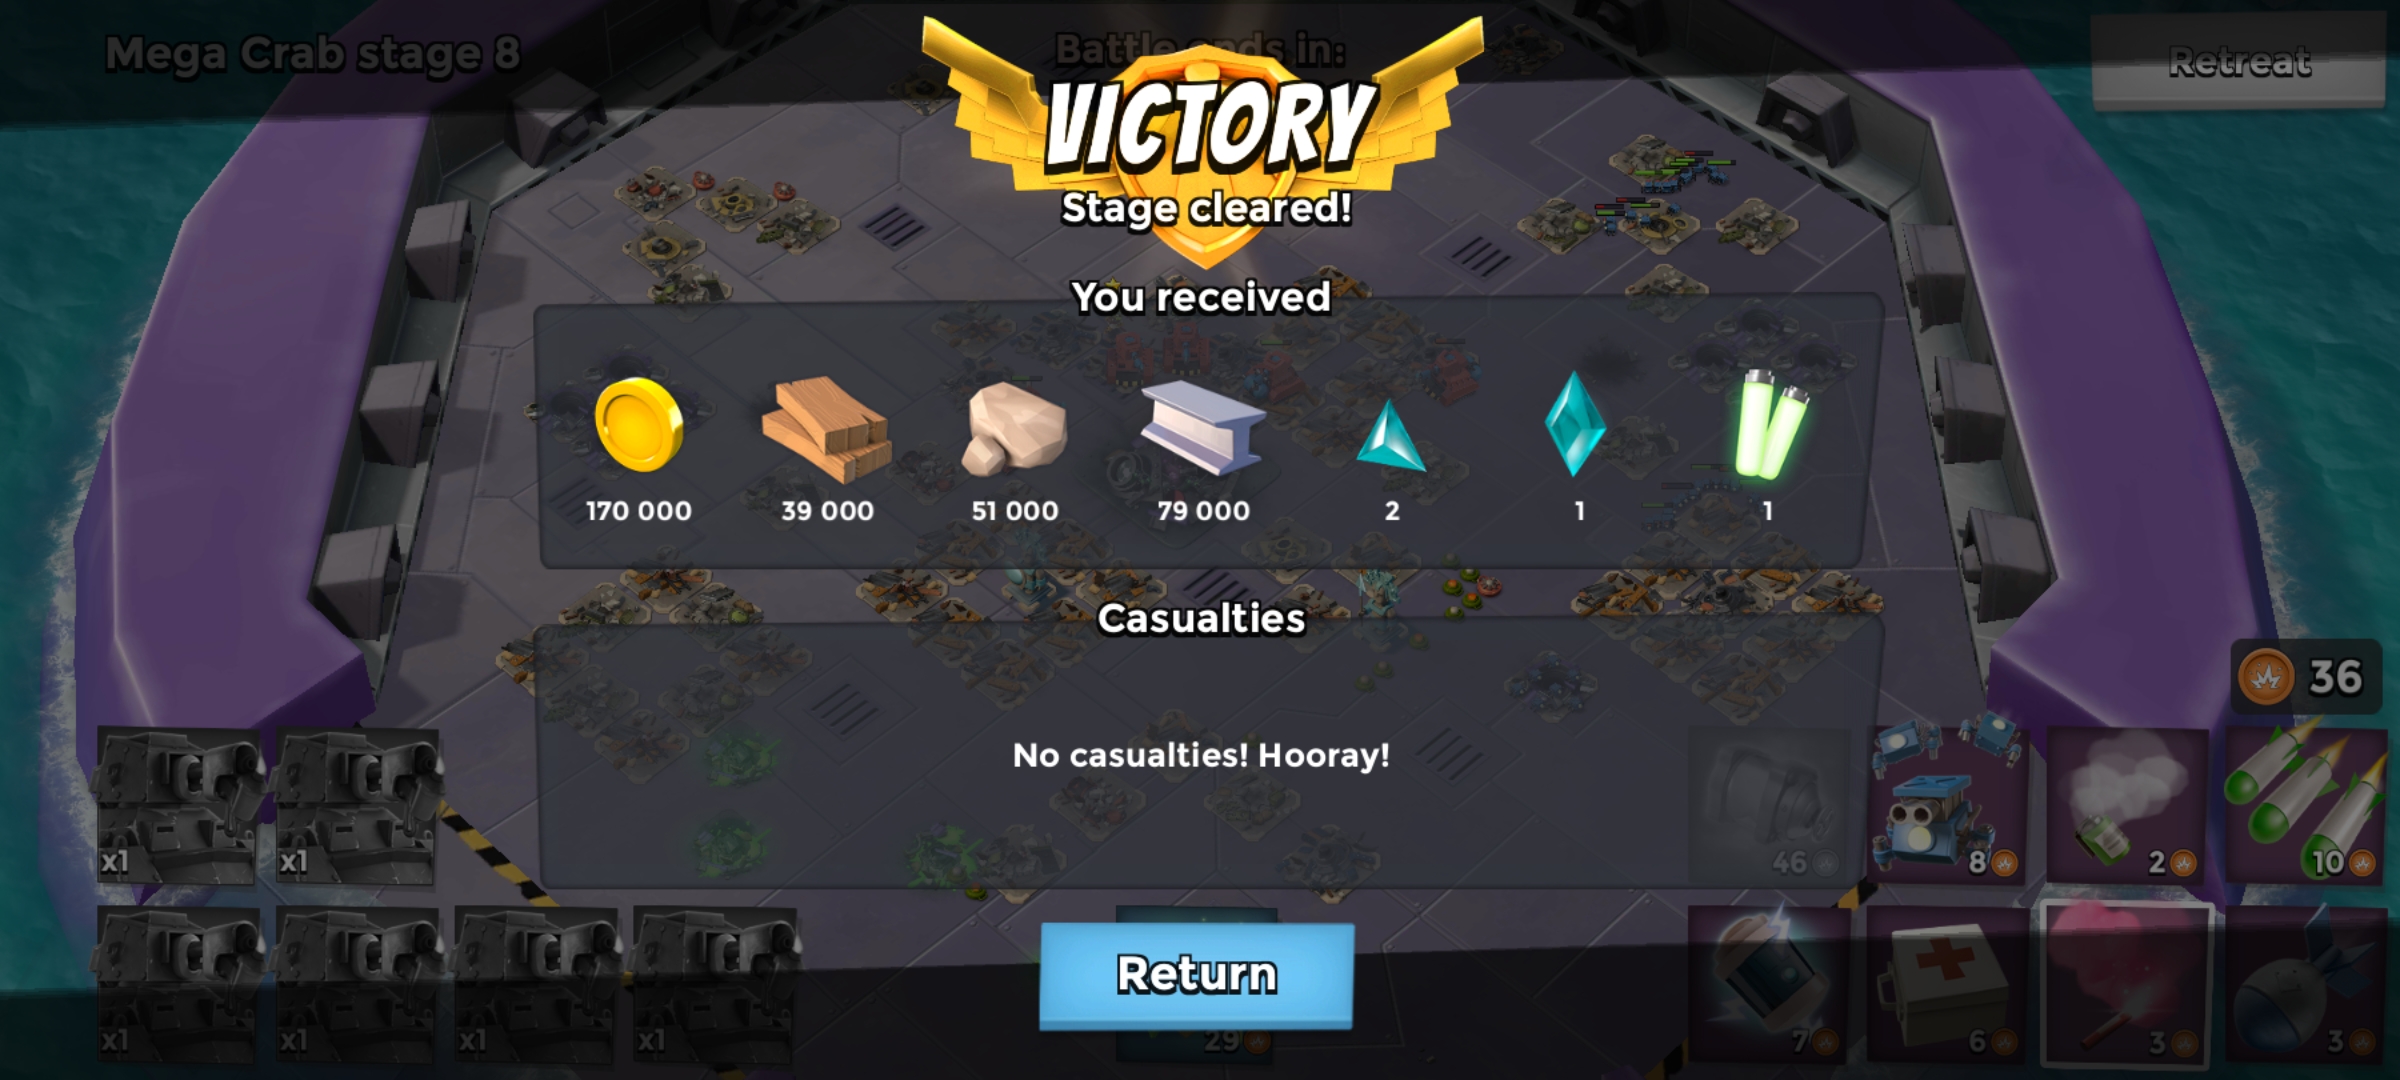 Mega Crab stage 8
Battle ends in:
Retreat
VICTORY
Stage cleared!
You received
170 000
39 000
51 000
79 000
2
1
1
Casualties
36
No casualties! Hooray!
x1
x1
46
8
2
10
Return
x1
x1
x1
x1
29
7
6
3
3